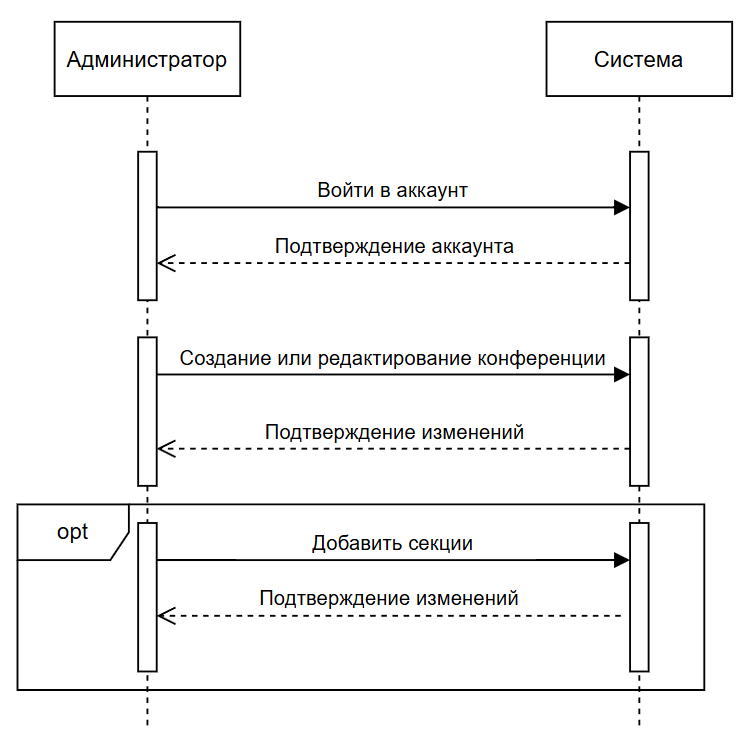 Администратор
Система
Войти в аккаунт
Подтверждение аккаунта
Создание или редактирование конференции
Подтверждение изменений
opt
Добавить секции
Подтверждение изменений